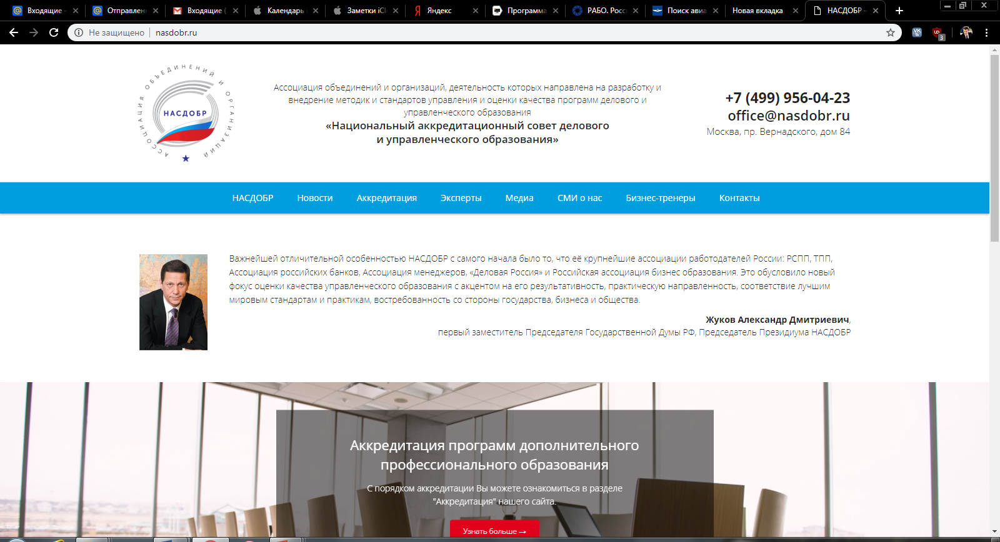 Входящие -
Отправлен
Входящие (
Календарь i
Заметки iCl
Яндекс
Программа
РАБО. Росс
Поиск авиа
Новая вкладка
НАСДОБР –
Не защищено
nasdobr.ru
3
АССОЦИАЦИЯ ОБЪЕДИНЕНИЙ И ОРГАНИЗАЦИЙ
НАСДОБР
Ассоциация объединений и организаций, деятельность которых направлена на разработку и
внедрение методик и стандартов управления и оценки качества программ делового и
управленческого образования
«Национальный аккредитационный совет делового
и управленческого образования»
+7 (499) 956-04-23
office@nasdobr.ru
Москва, пр. Вернадского, дом 84
НАСДОБР
Новости
Аккредитация
Эксперты
Медиа
СМИ о нас
Бизнес-тренеры
Контакты
Важнейшей отличительной особенностью НАСДОБР с самого начала было то, что её крупнейшие ассоциации работодателей России: РСПП, ТПП,
Ассоциация российских банков, Ассоциация менеджеров, «Деловая Россия» и Российская ассоциация бизнес образования. Это обусловило новый
фокус оценки качества управленческого образования с акцентом на его результативность, практическую направленность, соответствие лучшим
мировым стандартам и практикам, востребованность со стороны государства, бизнеса и общества.
Жуков Александр Дмитриевич,
первый заместитель Председателя Государственной Думы РФ, Председатель Президиума НАСДОБР
Аккредитация программ дополнительного
профессионального образования
С порядком аккредитации Вы можете ознакомиться в разделе
"Аккредитация" нашего сайта.
Узнать больше →